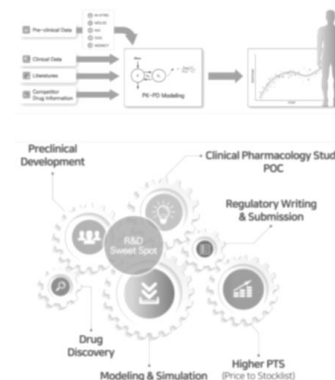 Pre-clinical Data
Clinical Data
Literatures
Competitor
Drug Information
PK-PD Modeling
Preclinical
Development
Clinical Pharmacology Stud
POC
Regulatory Writing
& Submission
R&D
Sweet Spot
Drug
Discovery
Modeling & Simulation
Higher PTS
(Price to Stocklist)